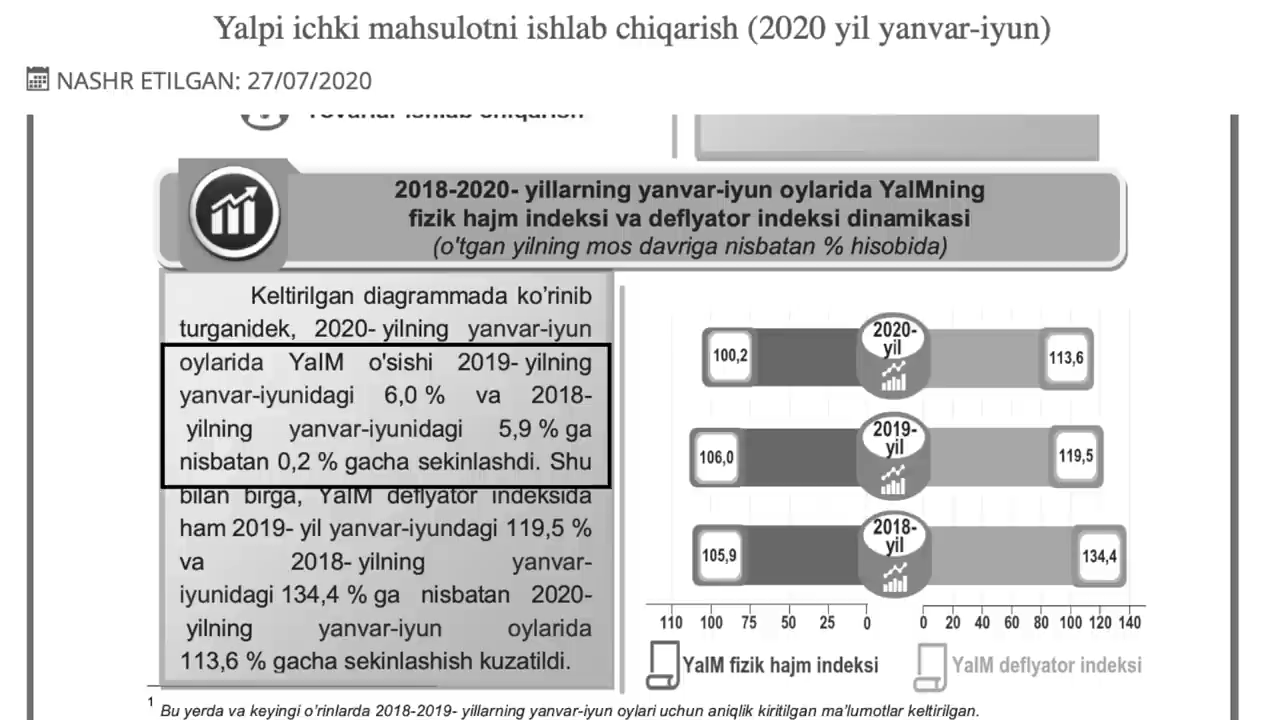 Yalpi ichki mahsulotni ishlab chiqarish (2020 yil yanvar-iyun)
NASHR ETILGAN: 27/07/2020
Tovarlar ishlab chiqarish
2018-2020- yillarning yanvar-iyun oylarida YaIMning
fizik hajm indeksi va deflyator indeksi dinamikasi
(o'tgan yilning mos davriga nisbatan % hisobida)
Keltirilgan diagrammada ko’rinib
turganidek, 2020- yilning yanvar-iyun
oylarida YaIM o'sishi 2019- yilning
yanvar-iyunidagi 6,0 % va 2018-
yilning yanvar-iyunidagi 5,9 % ga
nisbatan 0,2 % gacha sekinlashdi. Shu
bilan birga, YaIM deflyator indeksida
ham 2019- yil yanvar-iyundagi 119,5 %
va 2018- yilning yanvar-
iyunidagi 134,4 % ga nisbatan 2020-
yilning yanvar-iyun oylarida
113,6 % gacha sekinlashish kuzatildi.
100,2 2020- 113,6
yil
106,0 2019- 119,5
yil
105,9 2018- 134,4
yil
110 100 75 50 25 0 0 20 40 60 80 100 120 140
YaIM fizik hajm indeksi YaIM deflyator indeksi
1 Bu yerda va keyingi o’rinlarda 2018-2019- yillarning yanvar-iyun oylari uchun aniqlik kiritilgan ma’lumotlar keltirilgan.